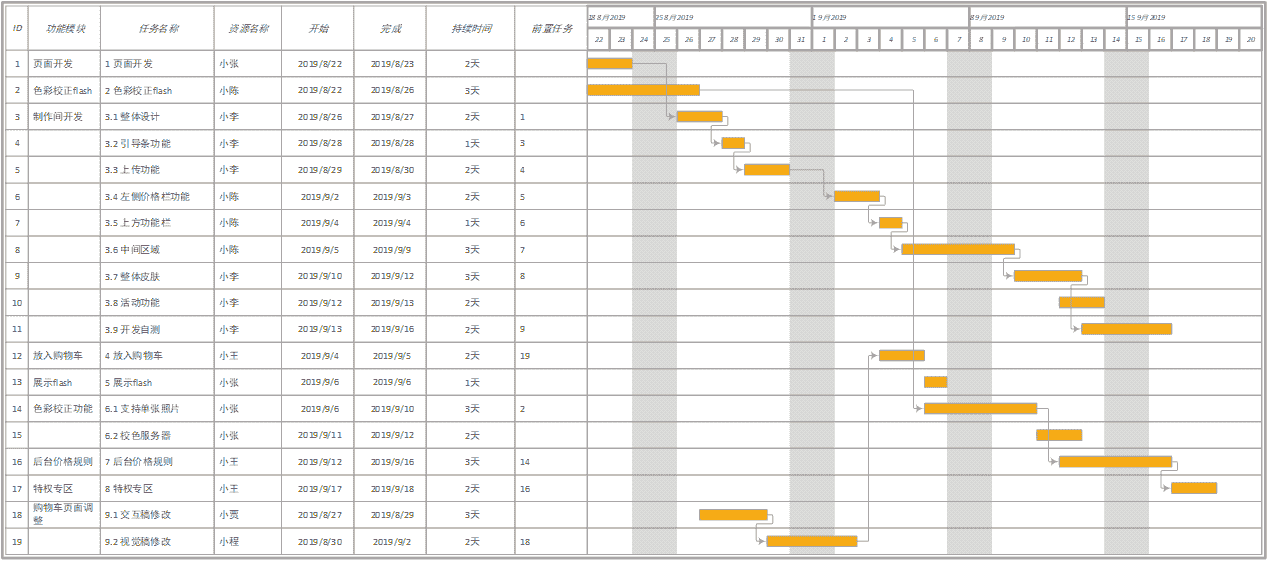 ID 功能模块 任务名称 资源名称 开始 完成 持续时间 前置任务
18 8月 2019 25 8月 2019 1 9月 2019 8 9月 2019 15 9月 2019
22 23 24 25 26 27 28 29 30 31 1 2 3 4 5 6 7 8 9 10 11 12 13 14 15 16 17 18 19 20
1 页面开发 1 页面开发 小张 2019/8/22 2019/8/23 2天
2 色彩校正flash 2 色彩校正flash 小陈 2019/8/22 2019/8/26 3天
3 制作间开发 3.1 整体设计 小李 2019/8/26 2019/8/27 2天 1
4 3.2 引导条功能 小李 2019/8/28 2019/8/28 1天 3
5 3.3 上传功能 小李 2019/8/29 2019/8/30 2天 4
6 3.4 左侧价格栏功能 小陈 2019/9/2 2019/9/3 2天 5
7 3.5 上方功能栏 小陈 2019/9/4 2019/9/4 1天 6
8 3.6 中间区域 小陈 2019/9/5 2019/9/9 3天 7
9 3.7 整体皮肤 小李 2019/9/10 2019/9/12 3天 8
10 3.8 活动功能 小李 2019/9/12 2019/9/13 2天
11 3.9 开发自测 小李 2019/9/13 2019/9/16 2天 9
12 放入购物车 4 放入购物车 小王 2019/9/4 2019/9/5 2天 19
13 展示flash 5 展示flash 小张 2019/9/6 2019/9/6 1天
14 色彩校正功能 6.1 支持单张照片 小张 2019/9/6 2019/9/10 3天 2
15 6.2 校色服务器 小张 2019/9/11 2019/9/12 2天
16 后台价格规则 7 后台价格规则 小王 2019/9/12 2019/9/16 3天 14
17 特权专区 8 特权专区 小王 2019/9/17 2019/9/18 2天 16
18 购物车页面调整 9.1 交互稿修改 小贾 2019/8/27 2019/8/29 3天
19 9.2 视觉稿修改 小程 2019/8/30 2019/9/2 2天 18